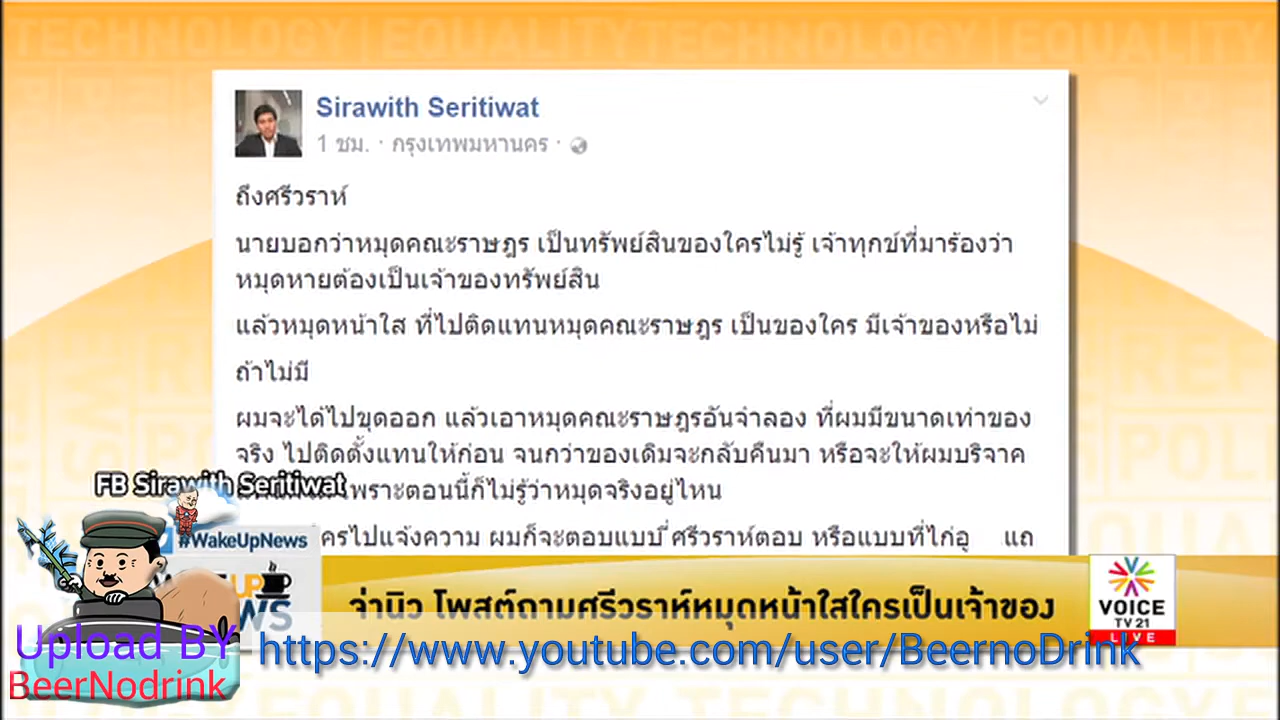 TECHNOLOGY | EQUALITY TECHNOLOGY | EQUALITY
Sirawith Seritiwat
1 ชม. · กรุงเทพมหานคร ·
ถึงศรีวราห์
นายบอกว่าหมุดคณะราษฎร เป็นทรัพย์สินของใครไม่รู้ เจ้าทุกข์ที่มาร้องว่า
หมุดหายต้องเป็นเจ้าของทรัพย์สิน
แล้วหมุดหน้าใส ที่ไปติดแทนหมุดคณะราษฎร เป็นของใคร มีเจ้าของหรือไม่
ถ้าไม่มี
ผมจะได้ไปขุดออก แล้วเอาหมุดคณะราษฎรอันจำลอง ที่ผมมีขนาดเท่าของ
จริง ไปติดตั้งแทนให้ก่อน จนกว่าของเดิมจะกลับคืนมา หรือจะให้ผมบริจาค
เพราะตอนนี้ก็ไม่รู้ว่าหมุดจริงอยู่ไหน
ใครไปแจ้งความ ผมก็จะตอบแบบ ศรีวราห์ตอบ หรือแบบที่ไก่อู แถ
FB Sirawith Seritiwat
#WakeUpNews
จ่านิว โพสต์ถามศรีวราห์หมุดหน้าใสใครเป็นเจ้าของ
VOICE
TV 21
LIVE
Upload BY https://www.youtube.com/user/BeernoDrink
BeerNodrink